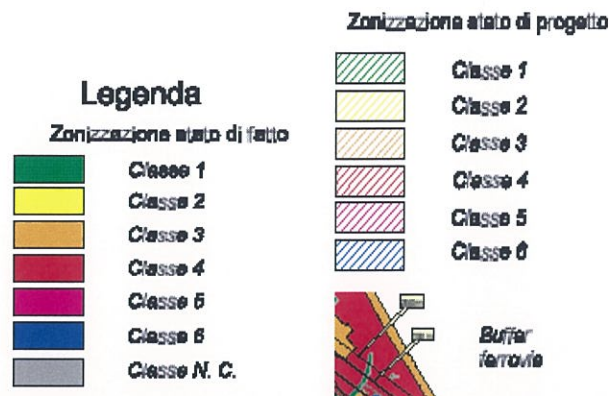 Legenda
Zonizzazione stato di fatto
Classe 1
Classe 2
Classe 3
Classe 4
Classe 5
Classe 6
Classe N. C.
Zonizzazione stato di progetto
Classe 1
Classe 2
Classe 3
Classe 4
Classe 5
Classe 6
Buffer
ferrovie